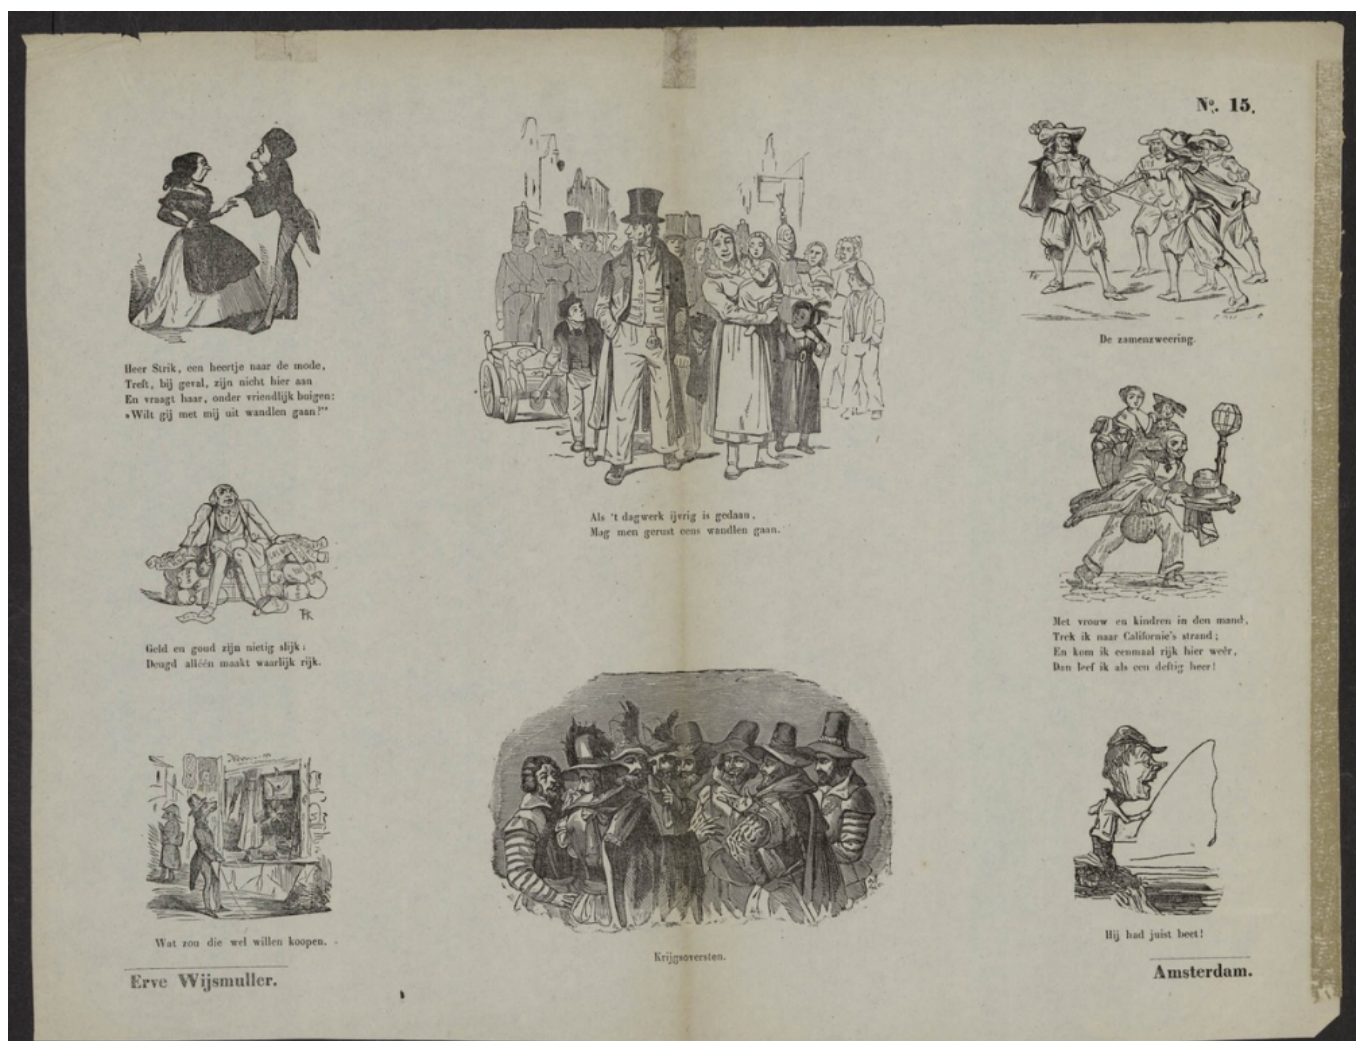 No. 15.
Heer Strik, een heertje naar de mode,
Treft, bij geval, zijn nicht hier aan
En vraagt haar, onder vriendlijk buigen:
»Wilt gij met mij uit wandlen gaan?"
Geld en goud zijn nietig slijk;
Deugd alléén maakt waarlijk rijk.
Wat zou die wel willen koopen.
Erve Wijsmuller.
Als 't dagwerk ijvrig is gedaan,
Mag men gerust eens wandlen gaan.
Krijgsoversten.
De zamenzweering.
Met vrouw en kindren in den mand,
Trek ik naar Californie's strand;
En kom ik eenmaal rijk hier weêr,
Dan leef ik als een deftig heer!
Hij had juist beet!
Amsterdam.